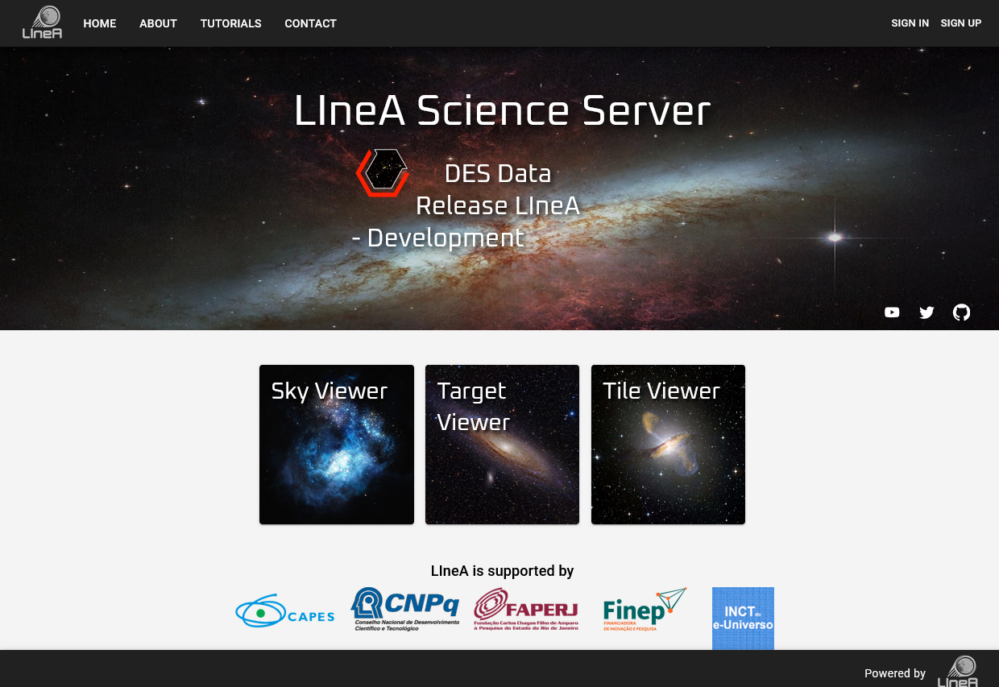 LIneA
HOME
ABOUT
TUTORIALS
CONTACT
SIGN IN
SIGN UP
LIneA Science Server
DES Data
Release LIneA
- Development
Sky Viewer
Target
Viewer
Tile Viewer
LIneA is supported by
CAPES
CNPq
Conselho Nacional de Desenvolvimento
Científico e Tecnológico
FAPERJ
Fundação Carlos Chagas Filho de Amparo
à Pesquisa do Estado do Rio de Janeiro
Finep
FINANCIADORA
DE INOVAÇÃO E PESQUISA
INCT do
e-Universo
Powered by
LIneA